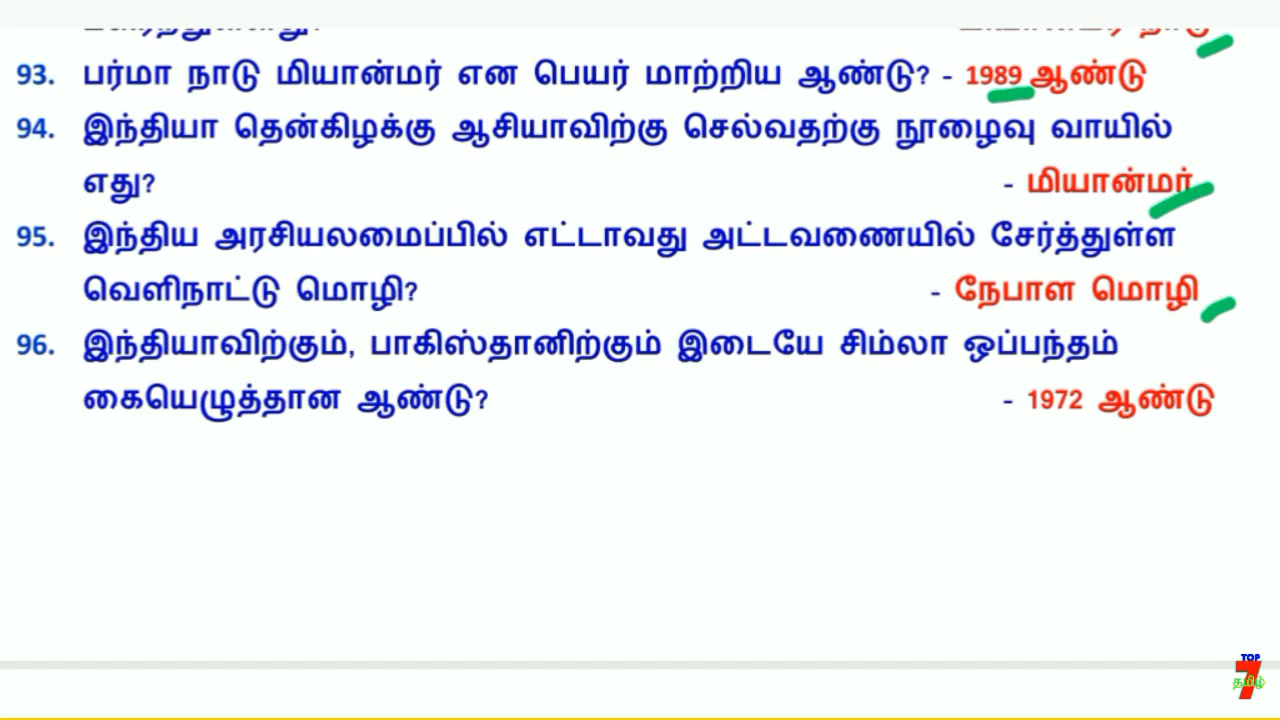 93. பர்மா நாடு மியான்மர் என பெயர் மாற்றிய ஆண்டு? - 1989 ஆண்டு
94. இந்தியா தென்கிழக்கு ஆசியாவிற்கு செல்வதற்கு நூழைவு வாயில்
எது? - மியான்மர்
95. இந்திய அரசியலமைப்பில் எட்டாவது அட்டவணையில் சேர்த்துள்ள
வெளிநாட்டு மொழி? - நேபாள மொழி
96. இந்தியாவிற்கும், பாகிஸ்தானிற்கும் இடையே சிம்லா ஒப்பந்தம்
கையெழுத்தான ஆண்டு? - 1972 ஆண்டு
TOP
7
தமிழ்